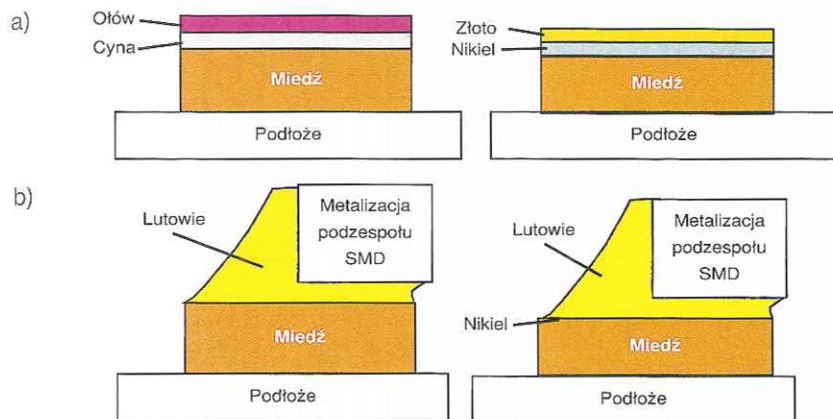 a)
Ołów
Cyna
Miedź
Podłoże
Złoto
Nikiel
Miedź
Podłoże
b)
Lutowie
Metalizacja
podzespołu
SMD
Miedź
Podłoże
Lutowie
Metalizacja
podzespołu
SMD
Nikiel
Miedź
Podłoże